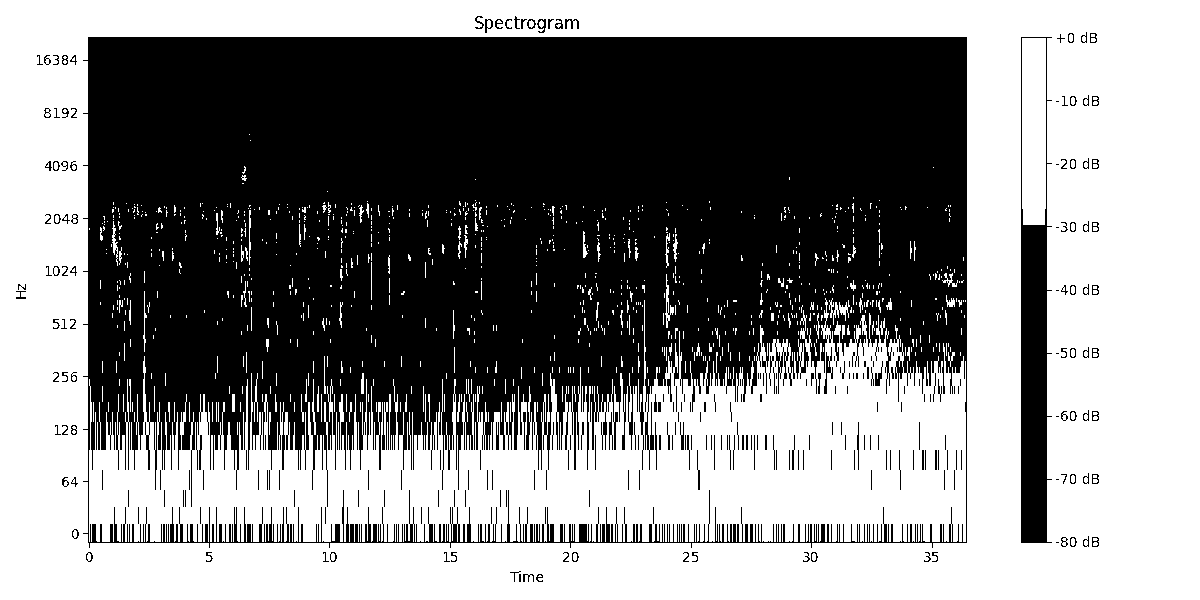 Spectrogram
16384
8192
4096
2048
1024
512
256
128
64
0
Hz
0 5 10 15 20 25 30 35
Time
+0 dB
-10 dB
-20 dB
-30 dB
-40 dB
-50 dB
-60 dB
-70 dB
-80 dB